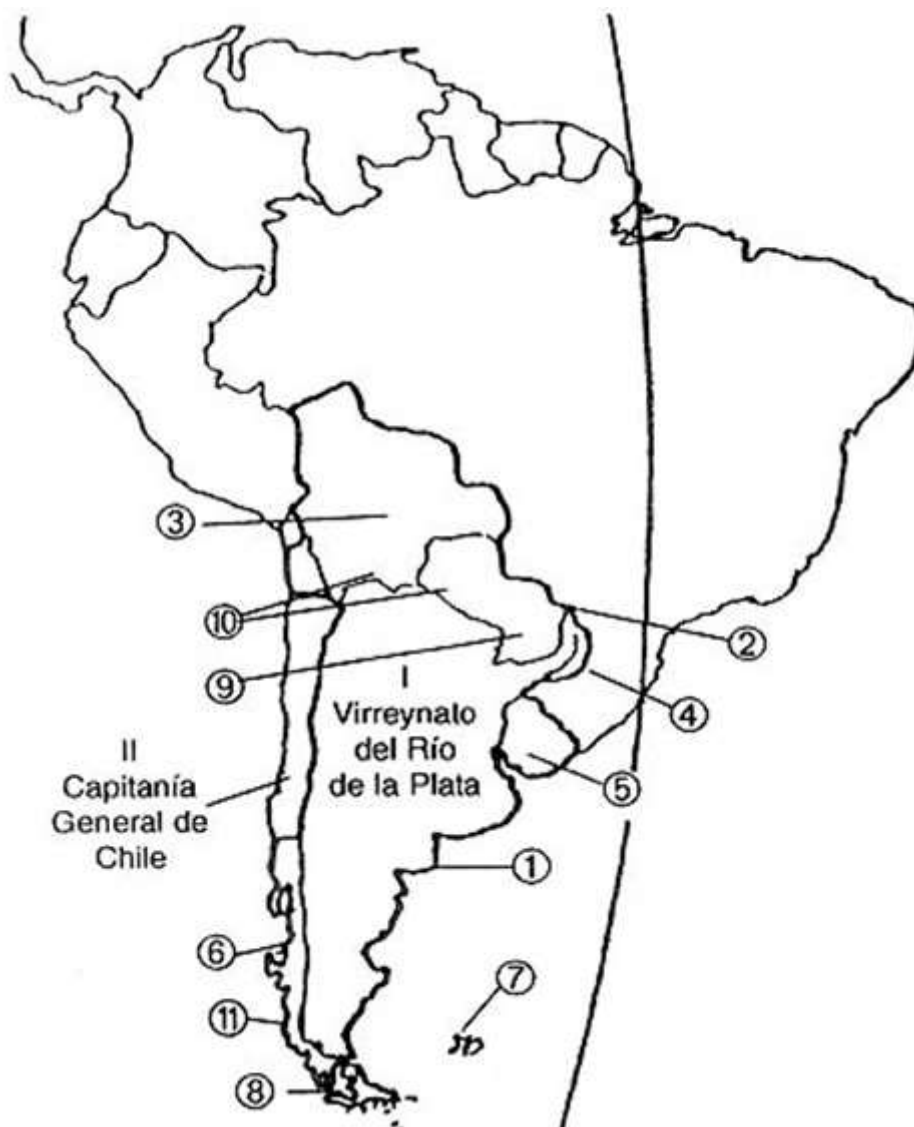 ③
⑩
②
⑨
I
Virreynato
del Río
de la Plata
④
II
Capitanía
General de
Chile
⑤
①
⑥
⑦
⑪
⑧